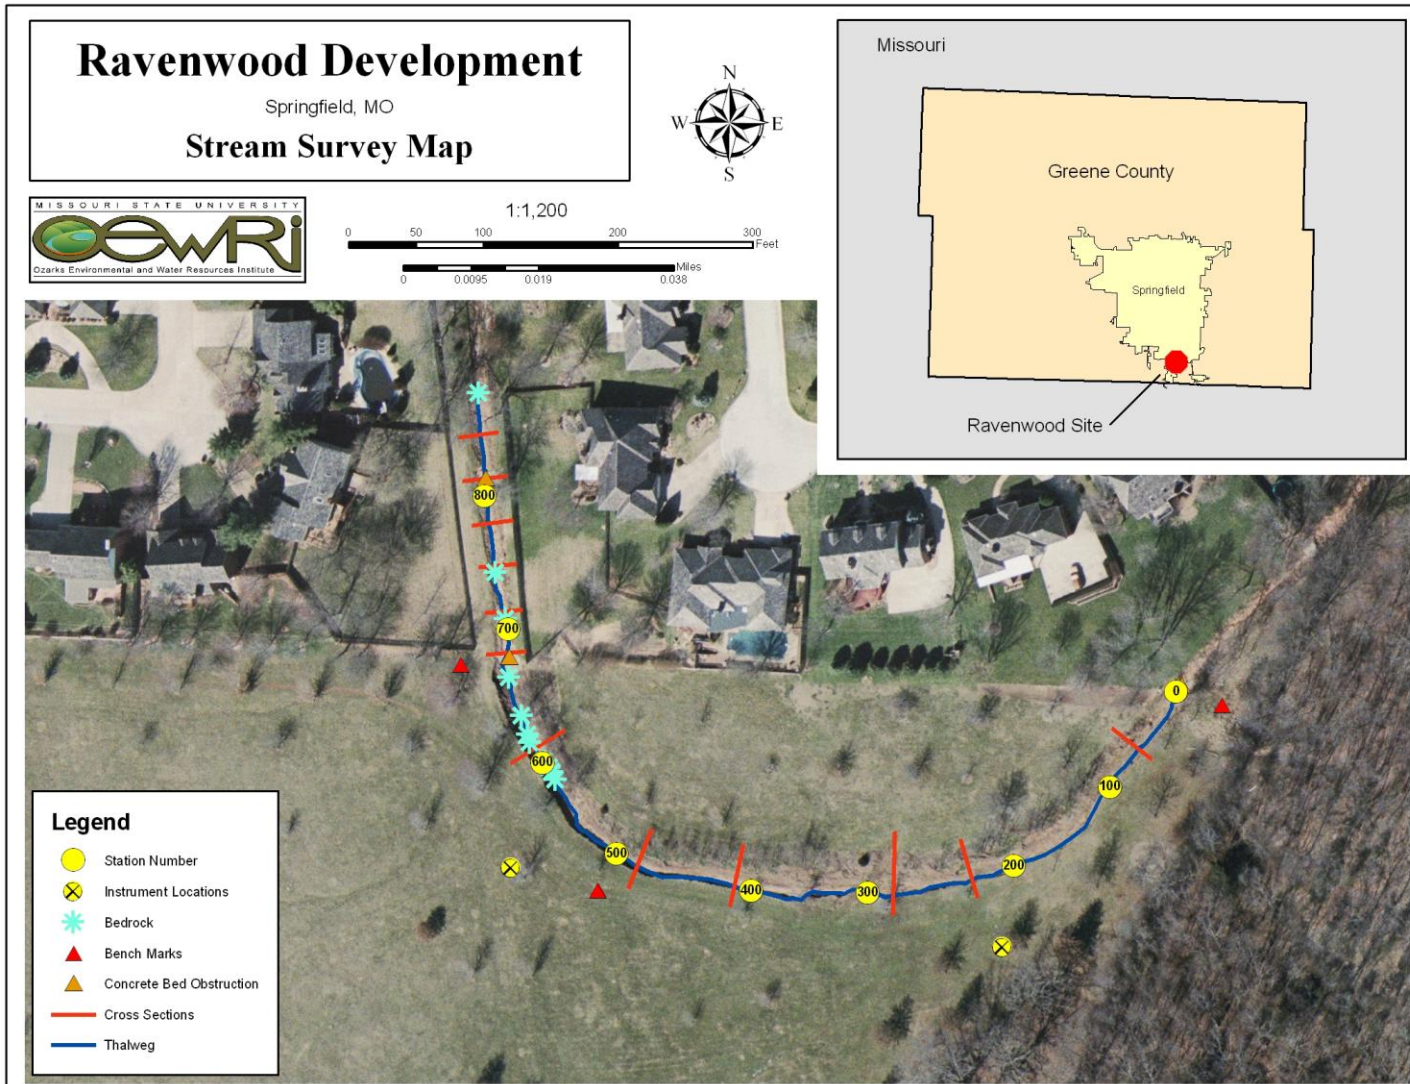 Ravenwood Development
Springfield, MO
Stream Survey Map
N
W E
S
MISSOURI STATE UNIVERSITY
OEWRi
Ozarks Environmental and Water Resources Institute
1:1,200
0 50 100 200 300
Feet
Miles
0 0.0095 0.019 0.038
Missouri
Greene County
Springfield
Ravenwood Site
800
700
600
500
400
300
200
100
0
Legend
Station Number
Instrument Locations
Bedrock
Bench Marks
Concrete Bed Obstruction
Cross Sections
Thalweg